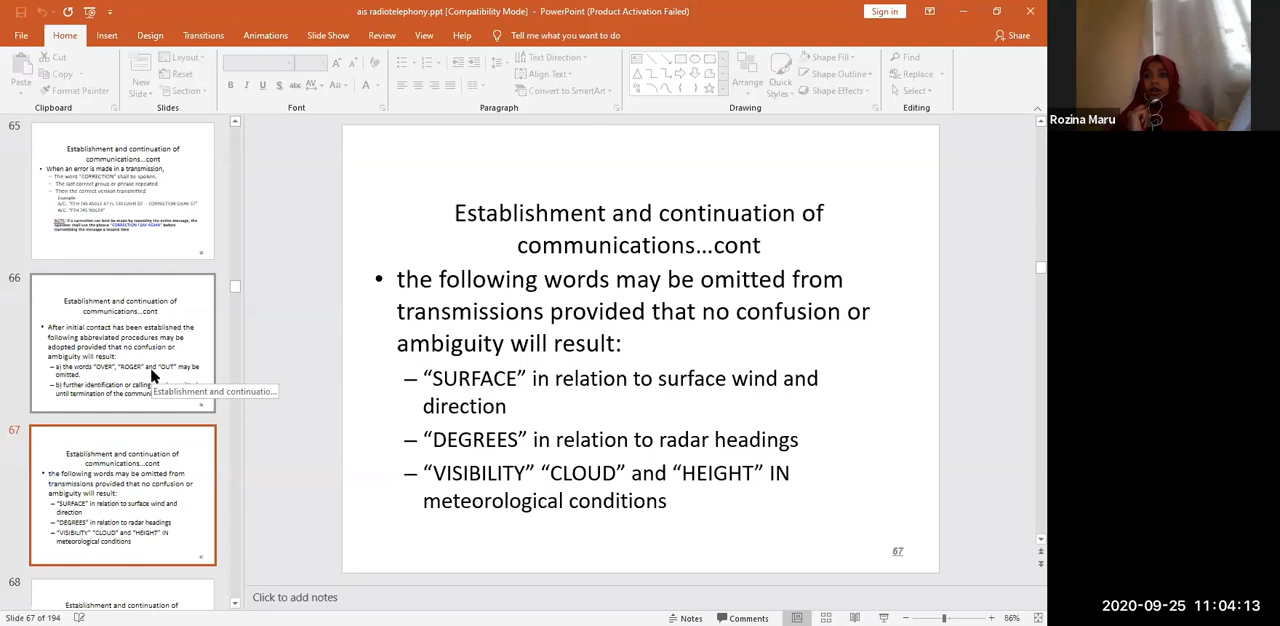 ais radiotelephony.ppt [Compatibility Mode] - PowerPoint (Product Activation Failed)
Sign in
File Home Insert Design Transitions Animations Slide Show Review View Help Tell me what you want to do
Share
Paste
Cut
Copy
Format Painter
Clipboard
New
Slide
Layout
Reset
Section
Slides
B I U S abc AV Aa A
Font
Text Direction
Align Text
Convert to SmartArt
Paragraph
Arrange
Quick
Styles
Shape Fill
Shape Outline
Shape Effects
Drawing
Find
Replace
Select
Editing
65
Establishment and continuation of
communications...cont
• When an error is made in a transmission,
– The word "CORRECTION" shall be spoken,
– The last correct group or phrase repeated
– Then the correct version transmitted
Example:
66
Establishment and continuation of
communications...cont
• After initial contact has been established the
following abbreviated procedures may be
adopted provided that no confusion or
ambiguity will result:
– a) the words "OVER", "ROGER" and "OUT" may be
omitted.
– b) further identification or calling
until termination of the
Establishment and continuatio...
67
Establishment and continuation of
communications...cont
• the following words may be omitted from
transmissions provided that no confusion or
ambiguity will result:
– "SURFACE" in relation to surface wind and
direction
– "DEGREES" in relation to radar headings
– "VISIBILITY" "CLOUD" and "HEIGHT" IN
meteorological conditions
68
Establishment and continuation of
Establishment and continuation of
communications...cont
• the following words may be omitted from
transmissions provided that no confusion or
ambiguity will result:
– "SURFACE" in relation to surface wind and
direction
– "DEGREES" in relation to radar headings
– "VISIBILITY" "CLOUD" and "HEIGHT" IN
meteorological conditions
67
Click to add notes
Slide 67 of 194
Notes
Comments
86%
Rozina Maru
2020-09-25 11:04:13